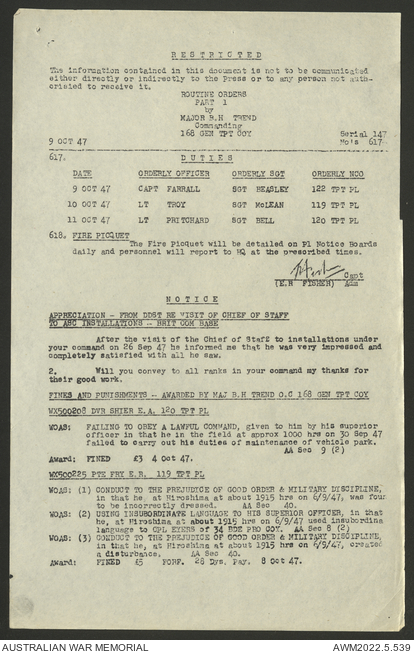 RESTRICTED
The information contained in this document is not to be communicated
either directly or indirectly to the Press or to any person not auth-
orised to receive it.
ROUTINE ORDERS
PART 1
by
MAJOR B.H. TREND
Commanding
168 GEN TPT COY
Serial 147
9 OCT 47 No's 617
617. DUTIES
DATE ORDERLY OFFICER ORDERLY SGT ORDERLY NCO
9 OCT 47 CAPT FARRALL SGT BEASLEY 122 TPT PL
10 OCT 47 LT TROY SGT McLEAN 119 TPT PL
11 OCT 47 LT PRITCHARD SGT BELL 120 TPT PL
618. FIRE PICQUET
The Fire Picquet will be detailed on Pl Notice Boards
daily and personnel will report to HQ at the prescribed times.
Capt
(E.R FISHER) Adm
NOTICE
APPRECIATION - FROM DDST RE VISIT OF CHIEF OF STAFF
TO ASC INSTALLATIONS - BRIT COM BASE
After the visit of the Chief of Staff to installations under
your command on 26 Sep 47 he informed me that he was very impressed and
completely satisfied with all he saw.
2. Will you convey to all ranks in your command my thanks for
their good work.
FINES AND PUNISHMENTS - AWARDED BY MAJ B.H TREND O.C 168 GEN TPT COY
WX500208 DVR SHIER E.A. 120 TPT PL
WOAS: FAILING TO OBEY A LAWFUL COMMAND, given to him by his superior
officer in that he in the field at approx 1000 hrs on 30 Sep 47
failed to carry out his duties of maintenance of vehicle park.
AA Sec 9 (2)
Award: FINED £3 4 Oct 47.
WX500225 PTE FRY E.R. 119 TPT PL
WOAS: (1) CONDUCT TO THE PREJUDICE OF GOOD ORDER & MILITARY DISCIPLINE,
in that he, at Hiroshima at about 1915 hrs on 6/9/47, was foun
to be incorrectly dressed. AA Sec 40.
WOAS: (2) USING INSUBORDINATE LANGUAGE TO HIS SUPERIOR OFFICER, in that
he, at Hiroshima at about 1915 hrs on 6/9/47 used insubordina
language to CPL EYERS of 34 BDE PRO COY. AA Sec 8 (2)
WOAS: (3) CONDUCT TO THE PREJUDICE OF GOOD ORDER & MILITARY DISCIPLINE,
in that he, at Hiroshima at about 1915 hrs on 6/9/47, created
a disturbance. AA Sec 40.
Award: FINED £5 FORF. 28 Dys, Pay. 8 Oct 47.
AUSTRALIAN WAR MEMORIAL AWM2022.5.539